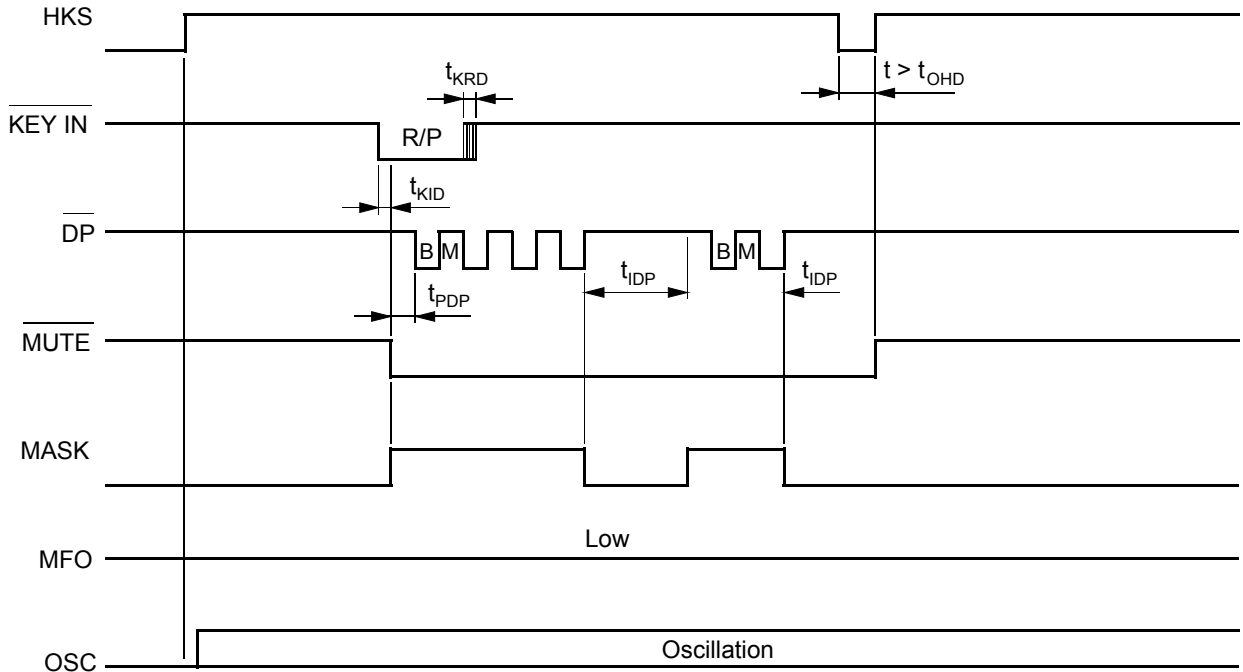 HKS
t > tOHD
tKRD
KEY IN
R/P
tKID
DP
B M
B M
tIDP
tIDP
tPDP
MUTE
MASK
Low
MFO
Oscillation
OSC